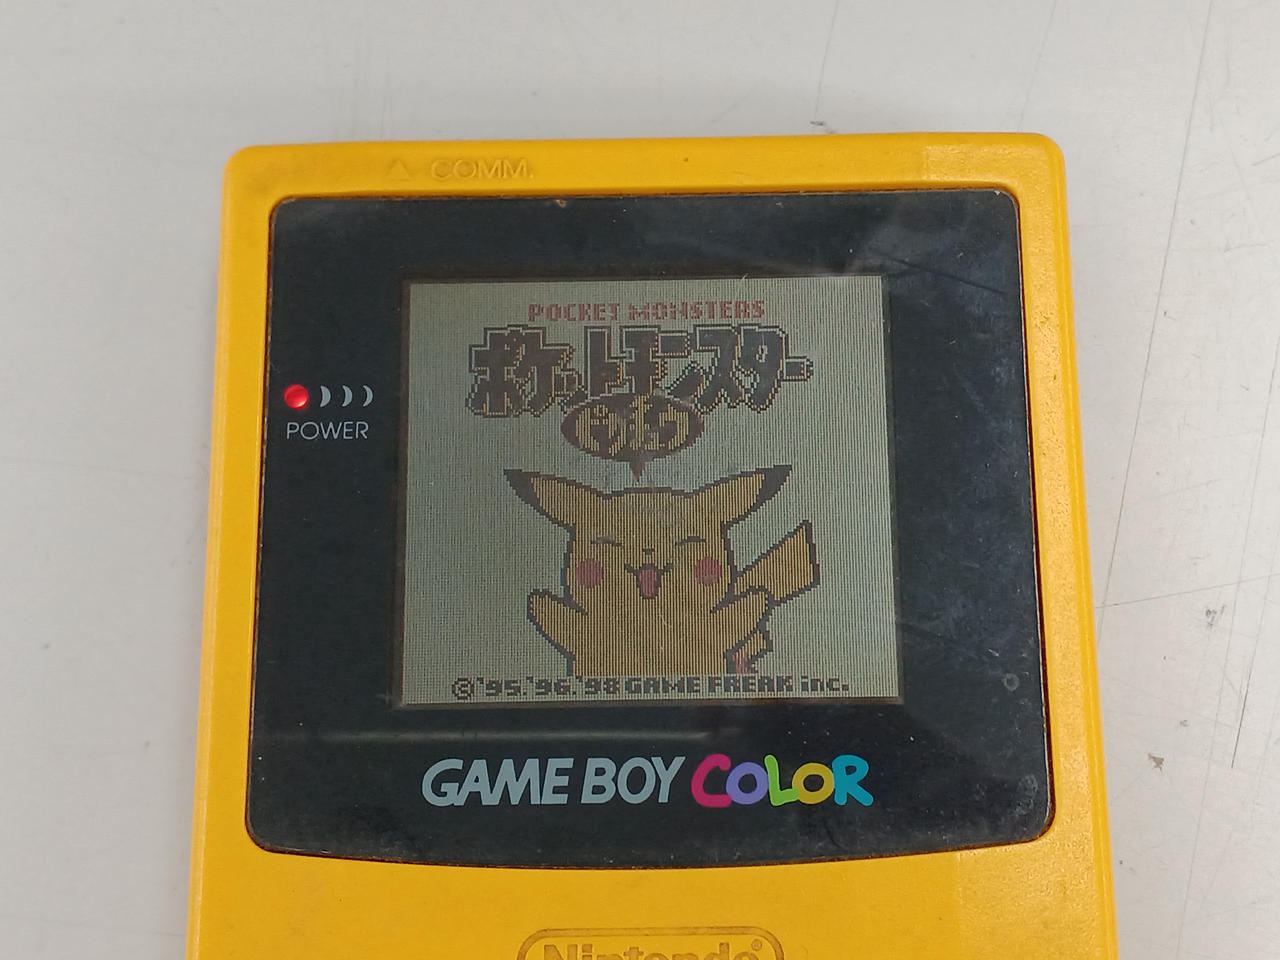 △ COMM.
POCKET MONSTERS
ポケットモンスター
ピカチュウ
©'95.'96.'98 GAME FREAK inc.
POWER
GAME BOY COLOR
Nintendo®